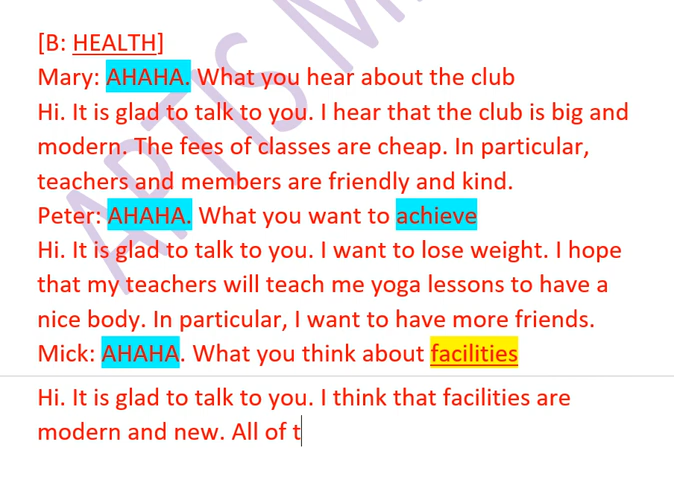 [B: HEALTH]
Mary: AHAHA. What you hear about the club
Hi. It is glad to talk to you. I hear that the club is big and
modern. The fees of classes are cheap. In particular,
teachers and members are friendly and kind.
Peter: AHAHA. What you want to achieve
Hi. It is glad to talk to you. I want to lose weight. I hope
that my teachers will teach me yoga lessons to have a
nice body. In particular, I want to have more friends.
Mick: AHAHA. What you think about facilities
Hi. It is glad to talk to you. I think that facilities are
modern and new. All of t